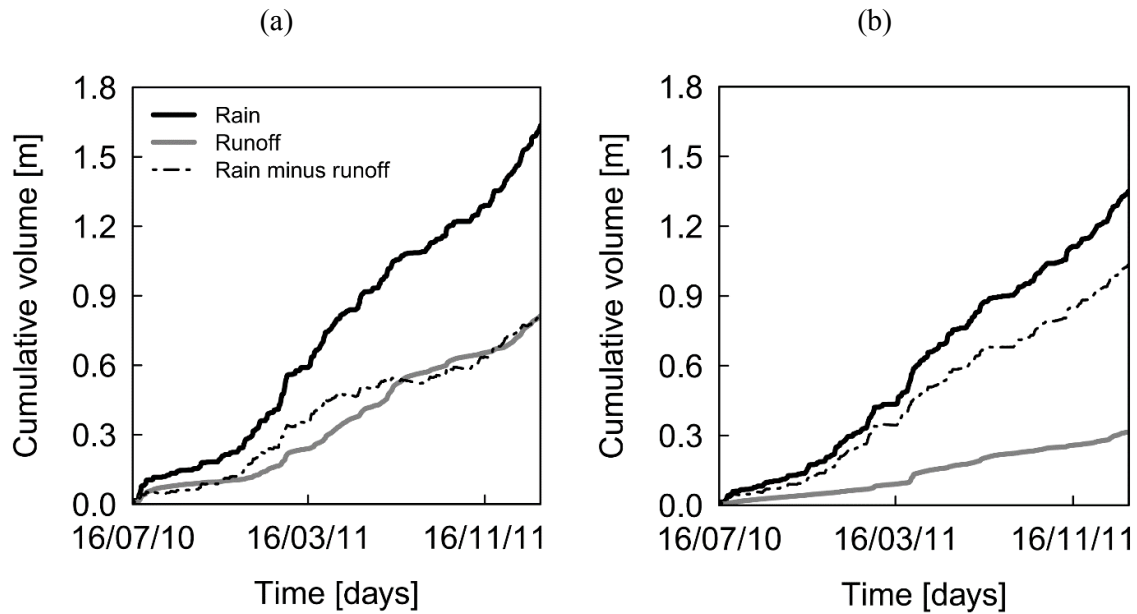 (a)
(b)
Cumulative volume [m]
1.8
1.5
1.2
0.9
0.6
0.3
0.0
Rain
Runoff
Rain minus runoff
16/07/10 16/03/11 16/11/11
Time [days]
Cumulative volume [m]
1.8
1.5
1.2
0.9
0.6
0.3
0.0
16/07/10 16/03/11 16/11/11
Time [days]